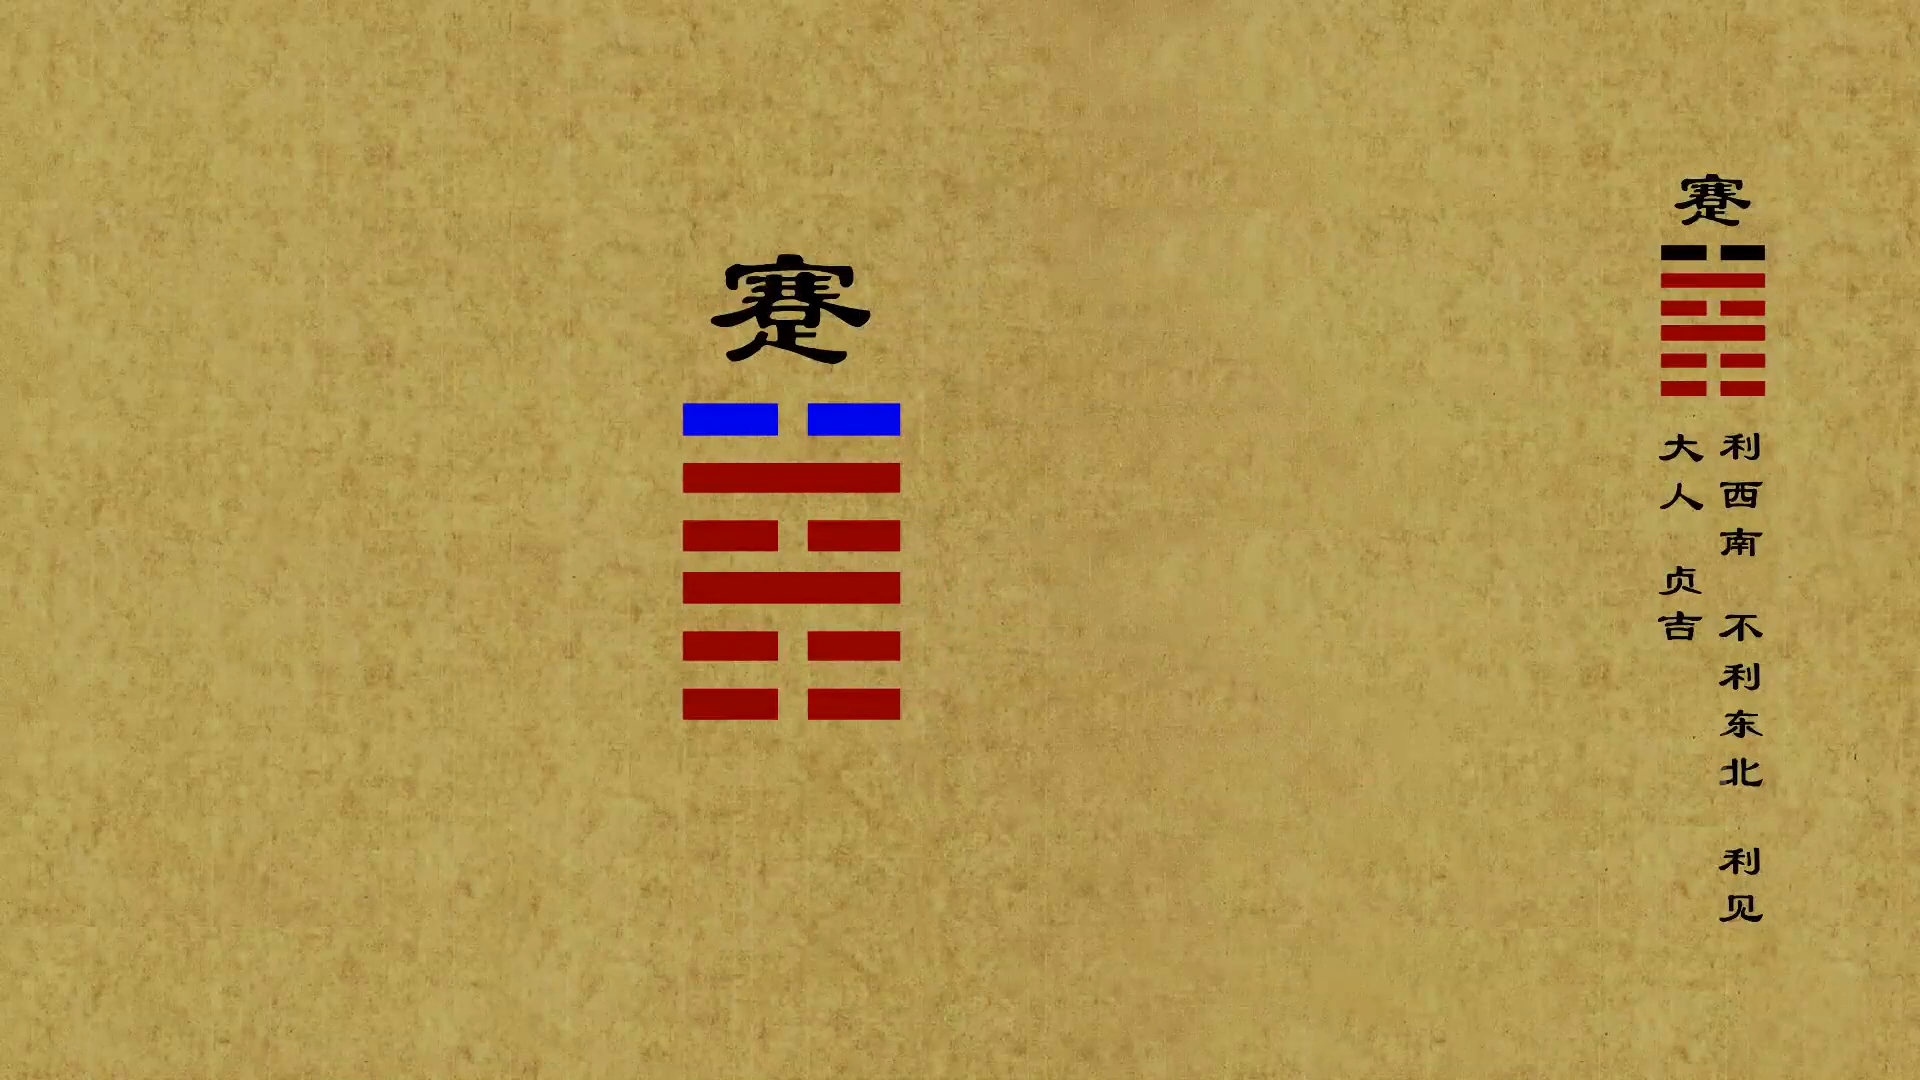 蹇
蹇
利西南 不利东北 利见
大人 贞吉